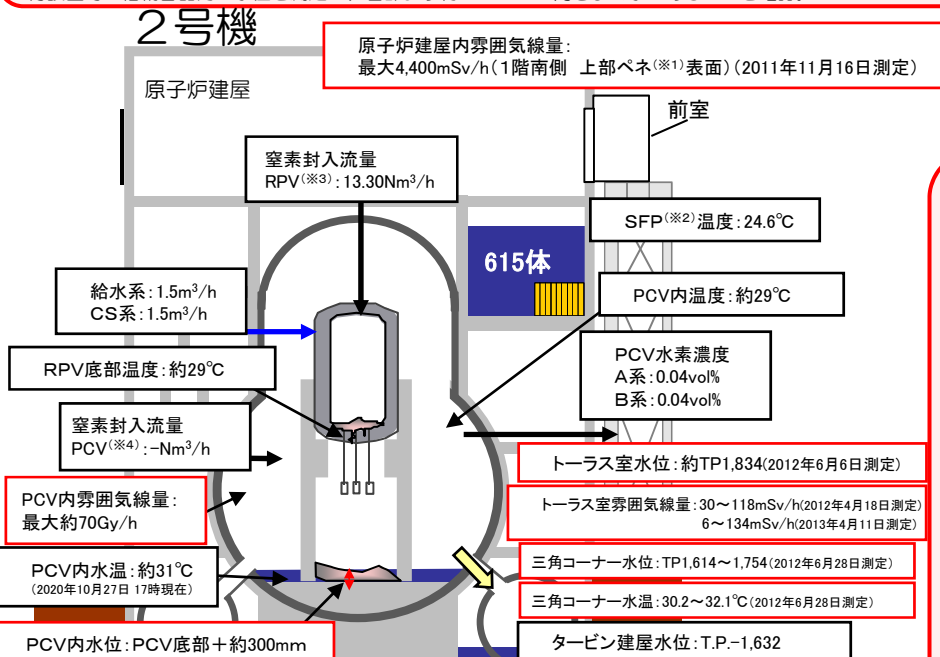 ２号機
原子炉建屋内雰囲気線量：
最大4,400mSv/h（1階南側　上部ペネ(※1)表面）（2011年11月16日測定）
原子炉建屋
前室
窒素封入流量
RPV(※3)：13.30Nm³/h
SFP(※2)温度：24.6℃
615体
給水系：1.5m³/h
CS系：1.5m³/h
PCV内温度：約29℃
RPV底部温度：約29℃
PCV水素濃度
A系：0.04vol%
B系：0.04vol%
窒素封入流量
PCV(※4)：-Nm³/h
トーラス室水位：約TP1,834(2012年6月6日測定)
PCV内雰囲気線量：
最大約70Gy/h
トーラス室雰囲気線量：30～118mSv/h(2012年4月18日測定)
6～134mSv/h(2013年4月11日測定)
三角コーナー水位：TP1,614～1,754（2012年6月28日測定）
PCV内水温：約31℃
（2020年10月27日 17時現在）
三角コーナー水温：30.2～32.1℃（2012年6月28日測定）
PCV内水位：PCV底部＋約300mm
タービン建屋水位：T.P.-1,632